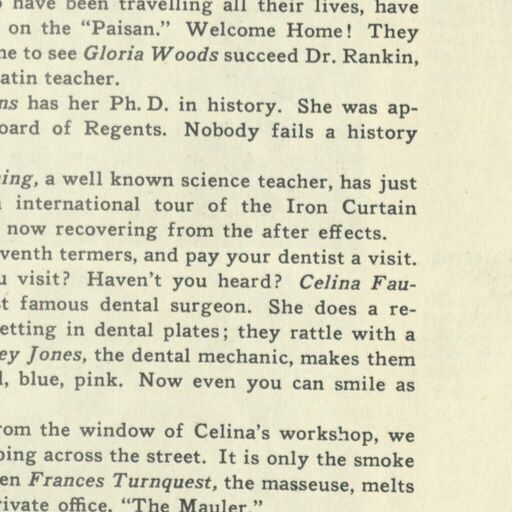 have been travelling all their lives, have
on the “Paisan.” Welcome Home! They
me to see Gloria Woods succeed Dr. Rankin,
atin teacher.
ns has her Ph. D. in history. She was ap-
oard of Regents. Nobody fails a history
ing, a well known science teacher, has just
international tour of the Iron Curtain
now recovering from the after effects.
venth termers, and pay your dentist a visit.
u visit? Haven’t you heard? Celina Fau-
st famous dental surgeon. She does a re-
etting in dental plates; they rattle with a
ey Jones, the dental mechanic, makes them
l, blue, pink. Now even you can smile as
rom the window of Celina’s workshop, we
ping across the street. It is only the smoke
en Frances Turnquest, the masseuse, melts
rivate office, “The Mauler.”